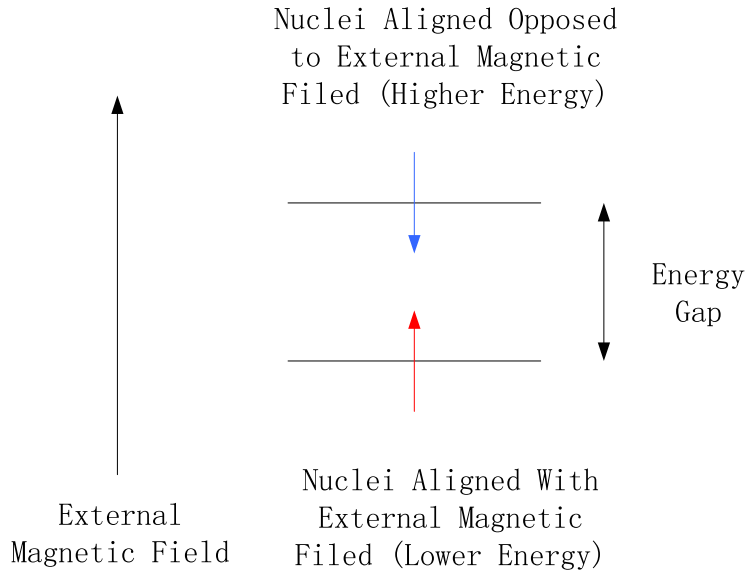 Nuclei Aligned Opposed
to External Magnetic
Filed (Higher Energy)
Energy
Gap
Nuclei Aligned With
External Magnetic
Filed (Lower Energy)
External
Magnetic Field